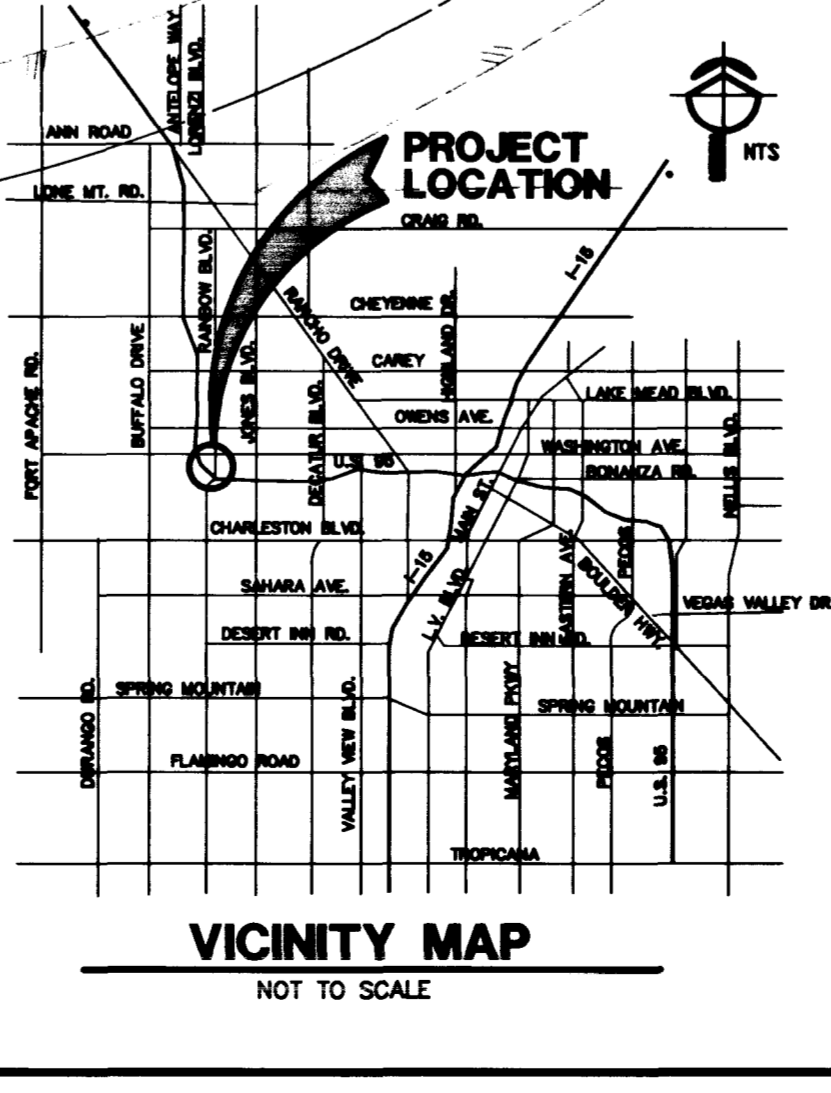 ANTELOPE WAY
LORENZI BLVD.
ANN ROAD
PROJECT
LOCATION
NTS
LONE MT. RD.
CRAIG RD.
RAINBOW BLVD.
I-15
CHEYENNE
HIGHLAND DR.
RANCHO DRIVE
BUFFALO DRIVE
JONES BLVD.
CAREY
FORT APACHE RD.
DECATUR BLVD.
LAKE MEAD BLVD.
OWENS AVE.
NELLIS BLVD.
WASHINGTON AVE.
U.S. 95
BONANZA RD.
MAIN ST.
CHARLESTON BLVD.
PECOS
EASTERN AVE.
I-15
SAHARA AVE.
L.V. BLVD.
BOULDER HWY.
VEGAS VALLEY DR
DESERT INN RD.
DESERT INN RD.
SPRING MOUNTAIN
DURANGO RD.
VALLEY VIEW BLVD.
MARYLAND PKWY
SPRING MOUNTAIN
FLAMINGO ROAD
PECOS
U.S. 95
TROPICANA
VICINITY MAP
NOT TO SCALE